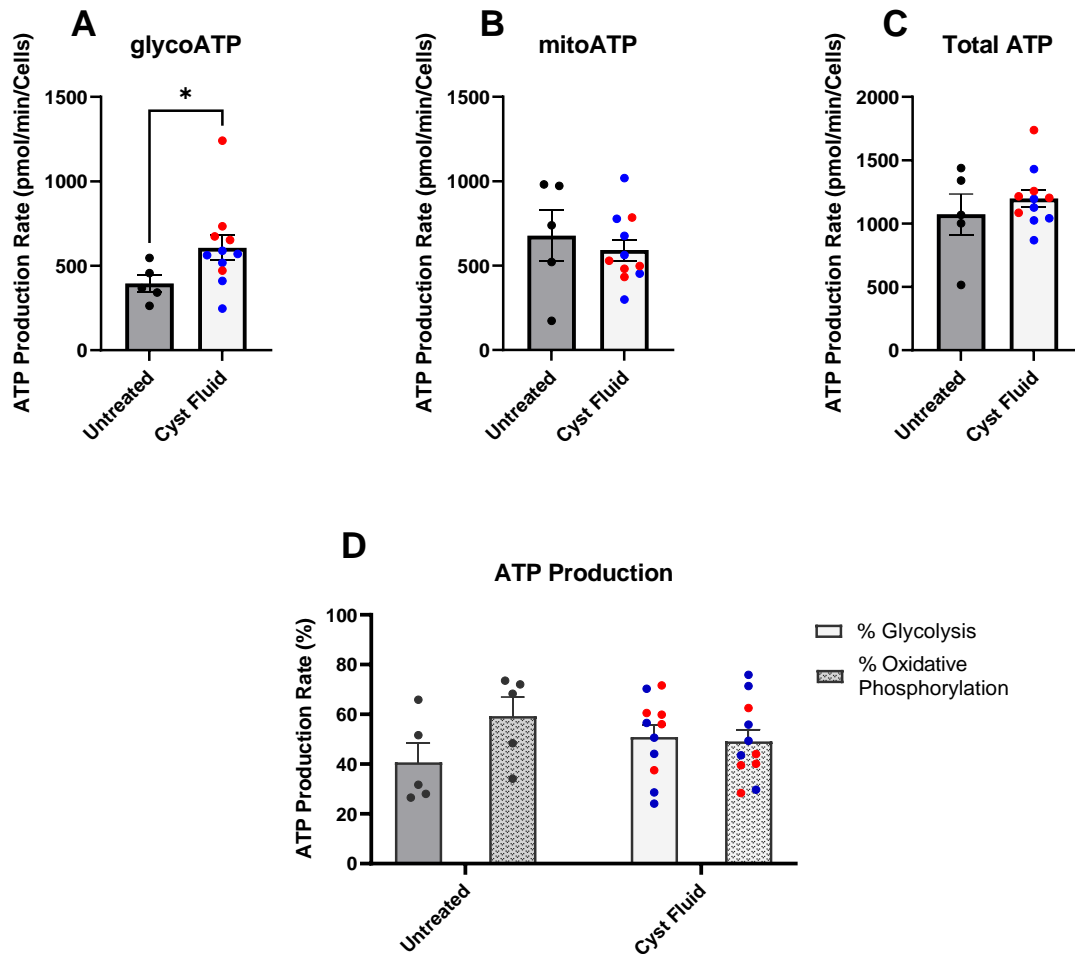 A
glycoATP
ATP Production Rate (pmol/min/Cells)
1500
1000
500
0
*
Untreated
Cyst Fluid
B
mitoATP
ATP Production Rate (pmol/min/Cells)
1500
1000
500
0
Untreated
Cyst Fluid
C
Total ATP
ATP Production Rate (pmol/min/Cells)
2000
1500
1000
500
0
Untreated
Cyst Fluid
D
ATP Production
ATP Production Rate (%)
100
80
60
40
20
0
Untreated
Cyst Fluid
% Glycolysis
% Oxidative
Phosphorylation